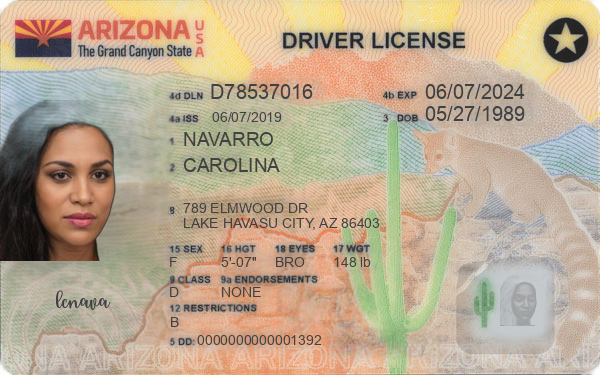 ARIZONA USA
The Grand Canyon State
DRIVER LICENSE
4d DLN D78537016 4b EXP 06/07/2024
4a ISS 06/07/2019 3 DOB 05/27/1989
1 NAVARRO
2 CAROLINA
8 789 ELMWOOD DR
LAKE HAVASU CITY, AZ 86403
15 SEX 16 HGT 18 EYES 17 WGT
F 5'-07" BRO 148 lb
9 CLASS 9a ENDORSEMENTS
D NONE
12 RESTRICTIONS
B
lcnava
5 DD: 0000000000001392
ARIZONA ARIZONA ARIZONA ARIZONA